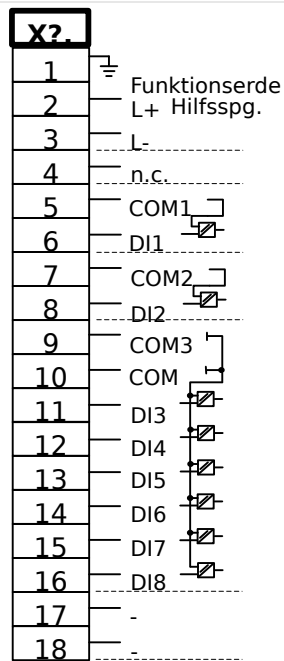 X?.
1
Funktionserde
2 L+ Hilfsspg.
3 L-
4 n.c.
5 COM1
6 DI1
7 COM2
8 DI2
9 COM3
10 COM
11 DI3
12 DI4
13 DI5
14 DI6
15 DI7
16 DI8
17 -
18 -